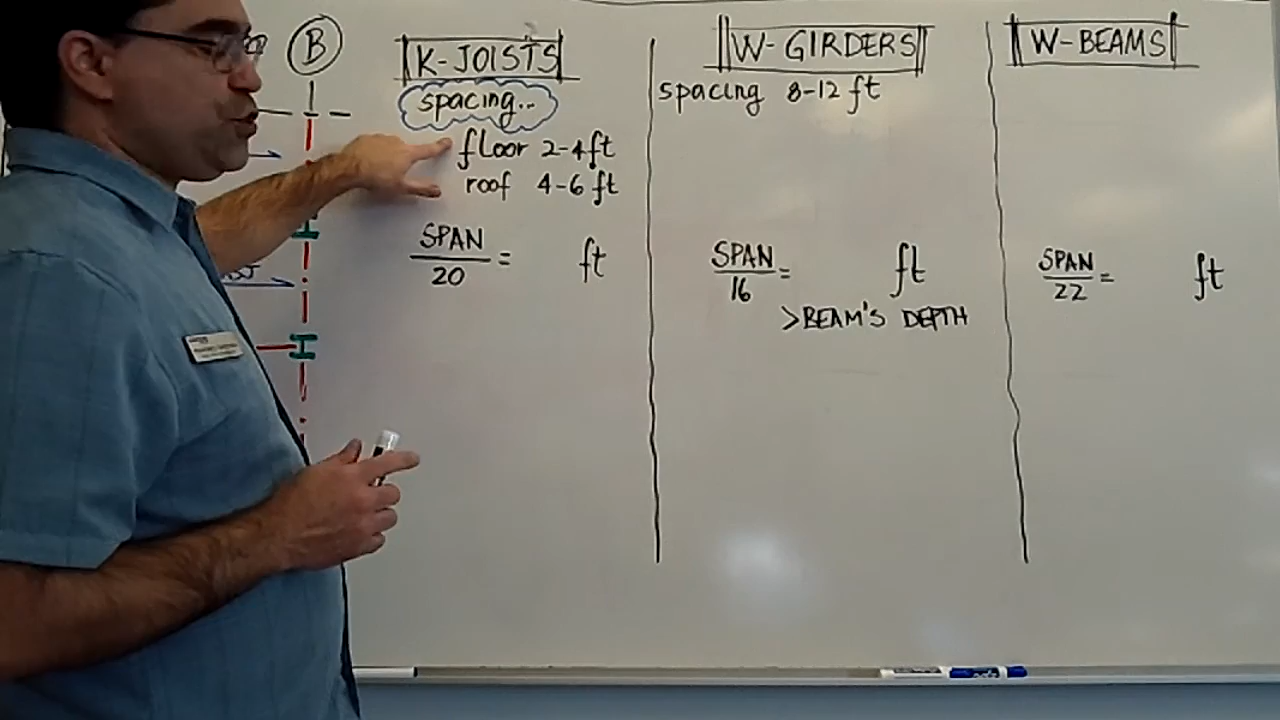 B
K-JOISTS
spacing..
floor 2-4ft
roof 4-6 ft
SPAN
20
= ft
W-GIRDERS
spacing 8-12 ft
SPAN
16
= ft
>BEAM'S DEPTH
W-BEAMS
SPAN
22
= ft